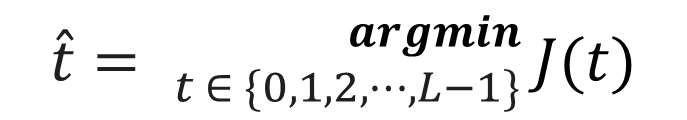 t̂ = argmin J(t)
t ∈ {0,1,2,⋯,L−1}